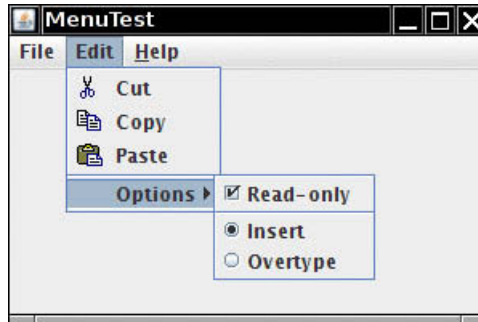 MenuTest
File Edit Help
Cut
Copy
Paste
Options
Read-only
Insert
Overtype